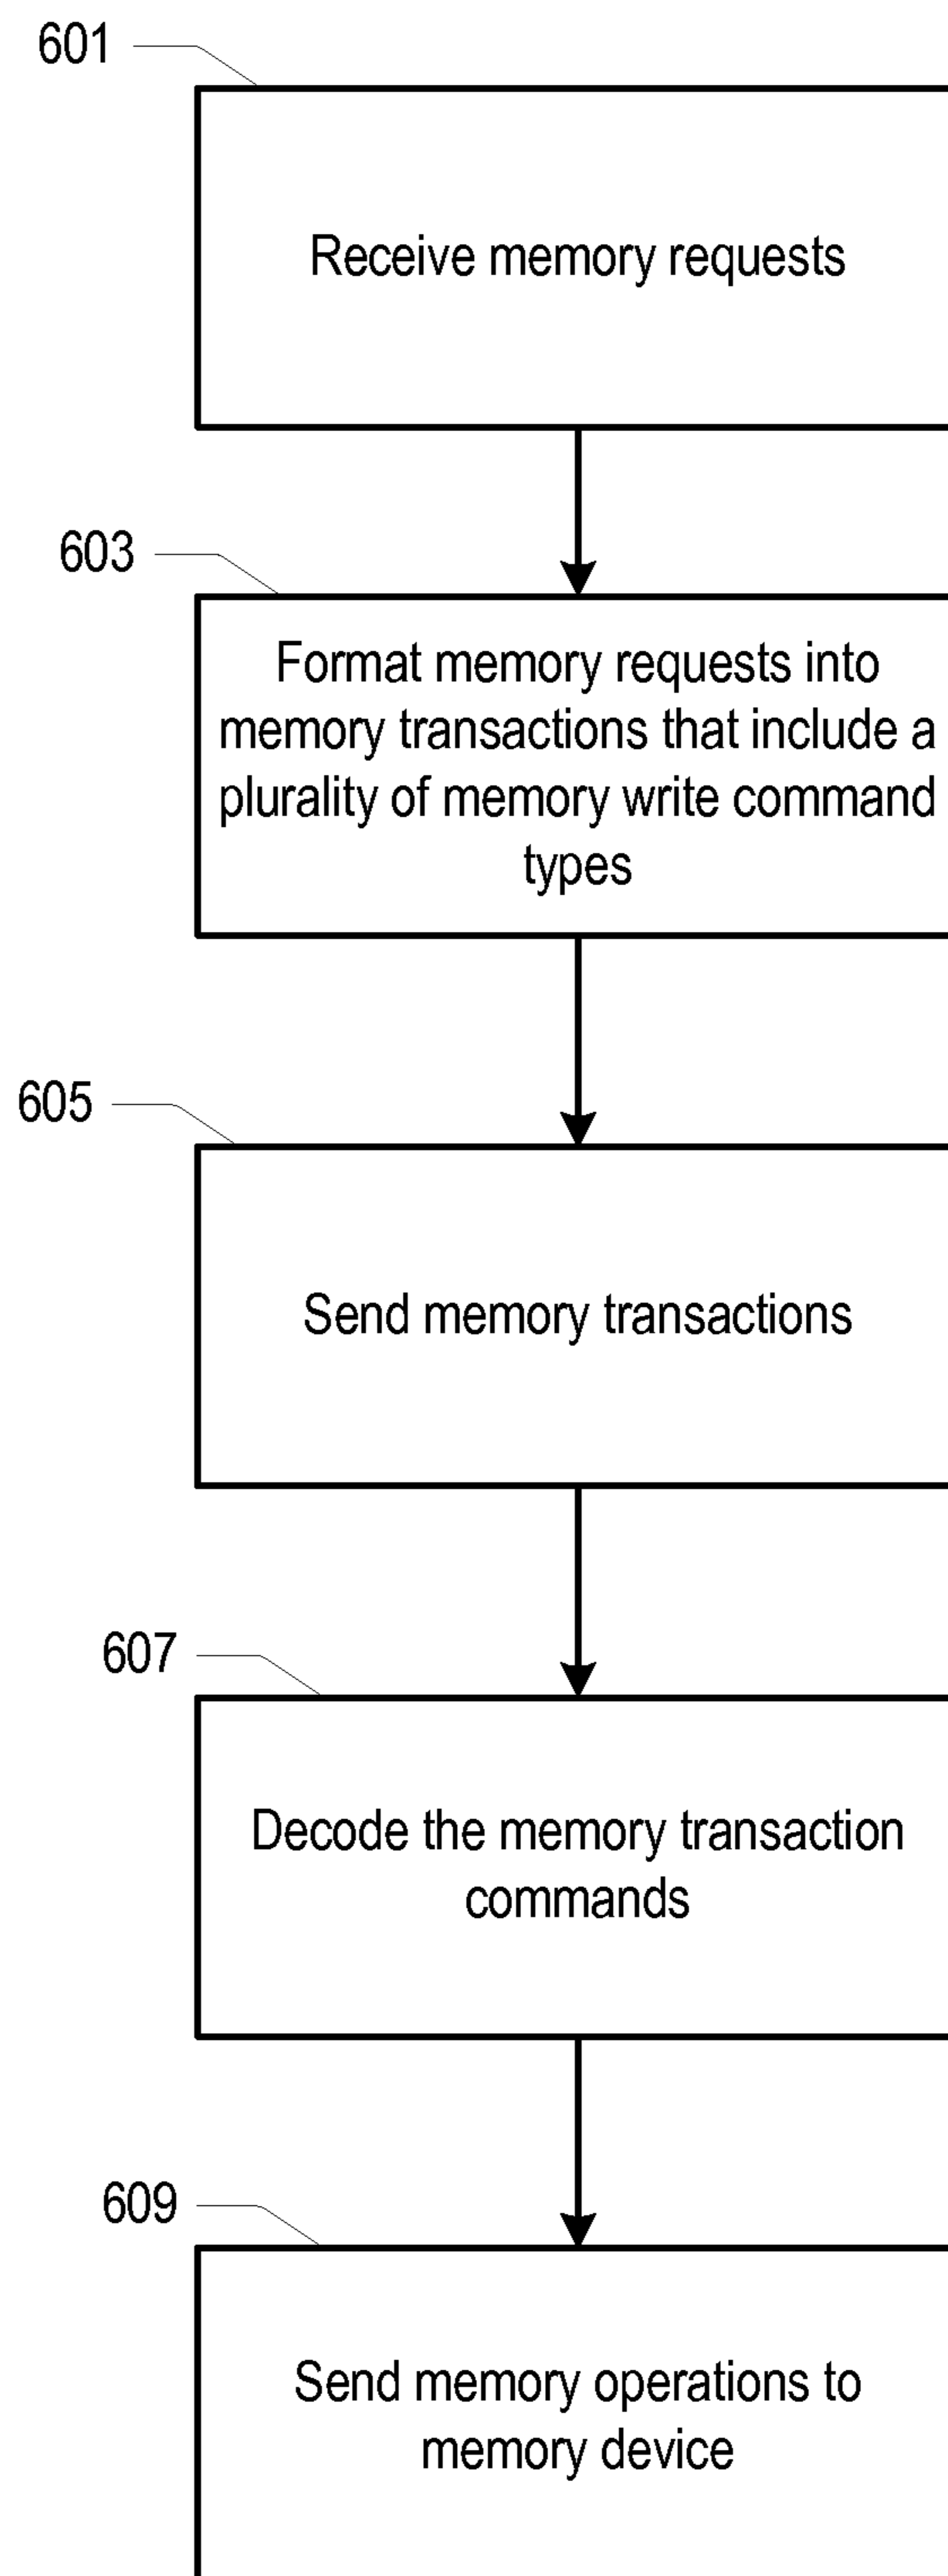 601
Receive memory requests
603
Format memory requests into
memory transactions that include a
plurality of memory write command
types
605
Send memory transactions
607
Decode the memory transaction
commands
609
Send memory operations to
memory device